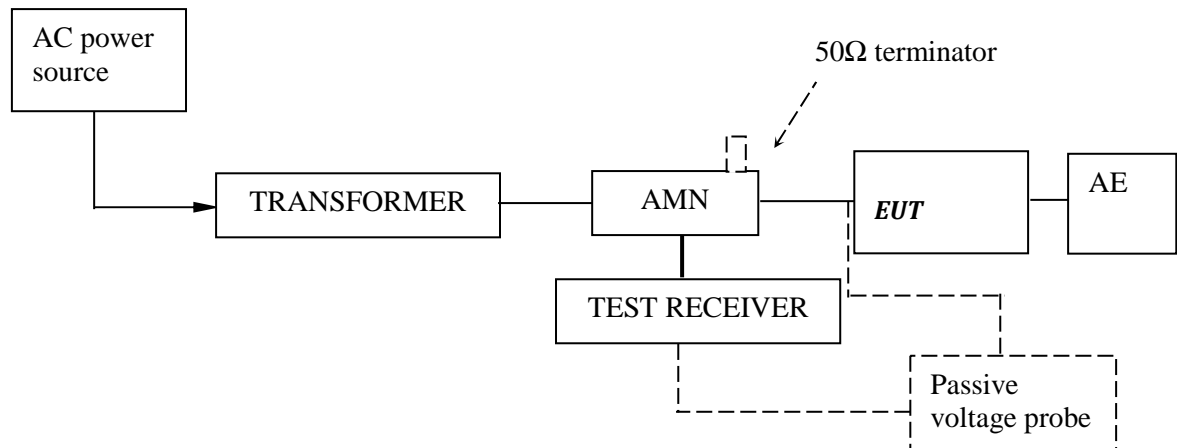 AC power
source
50Ω terminator
TRANSFORMER
AMN
EUT
AE
TEST RECEIVER
Passive
voltage probe